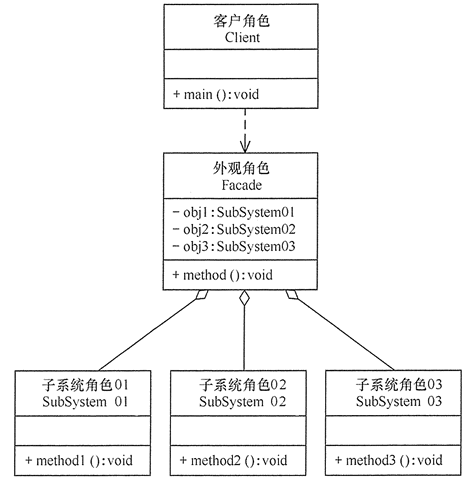 客户角色
Client
+ main ():void
外观角色
Facade
- obj1:SubSystem01
- obj2:SubSystem02
- obj3:SubSystem03
+ method ():void
子系统角色01
SubSystem 01
+ method1 ():void
子系统角色02
SubSystem 02
+ method2 ():void
子系统角色03
SubSystem 03
+ method3 ():void